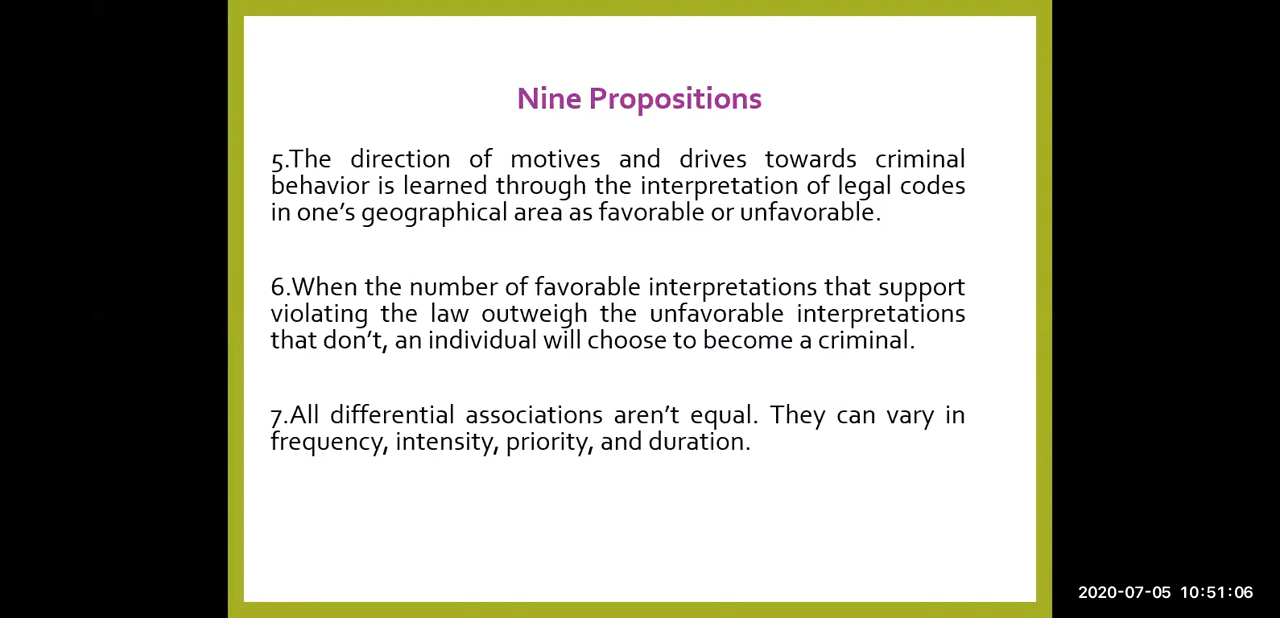 Nine Propositions
5.The direction of motives and drives towards criminal
behavior is learned through the interpretation of legal codes
in one's geographical area as favorable or unfavorable.
6.When the number of favorable interpretations that support
violating the law outweigh the unfavorable interpretations
that don't, an individual will choose to become a criminal.
7.All differential associations aren't equal. They can vary in
frequency, intensity, priority, and duration.
2020-07-05 10:51:06